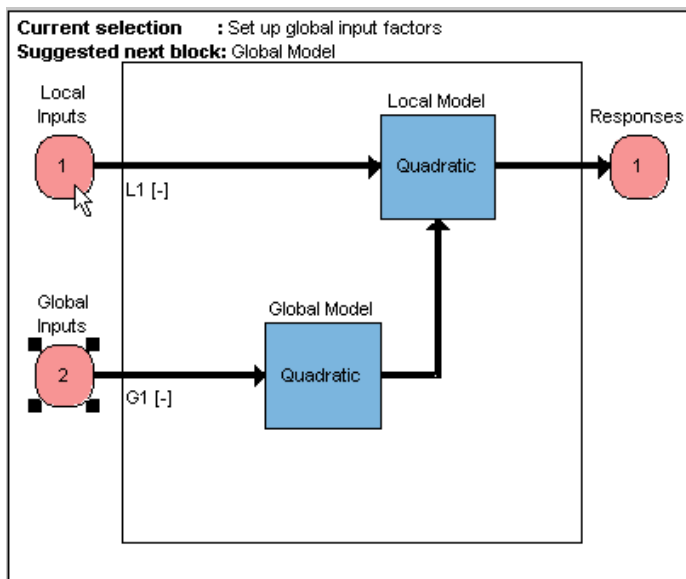 Current selection : Set up global input factors
Suggested next block: Global Model
Local
Inputs
Local Model
Responses
1
Quadratic
1
L1 [-]
Global
Inputs
Global Model
2
Quadratic
G1 [-]